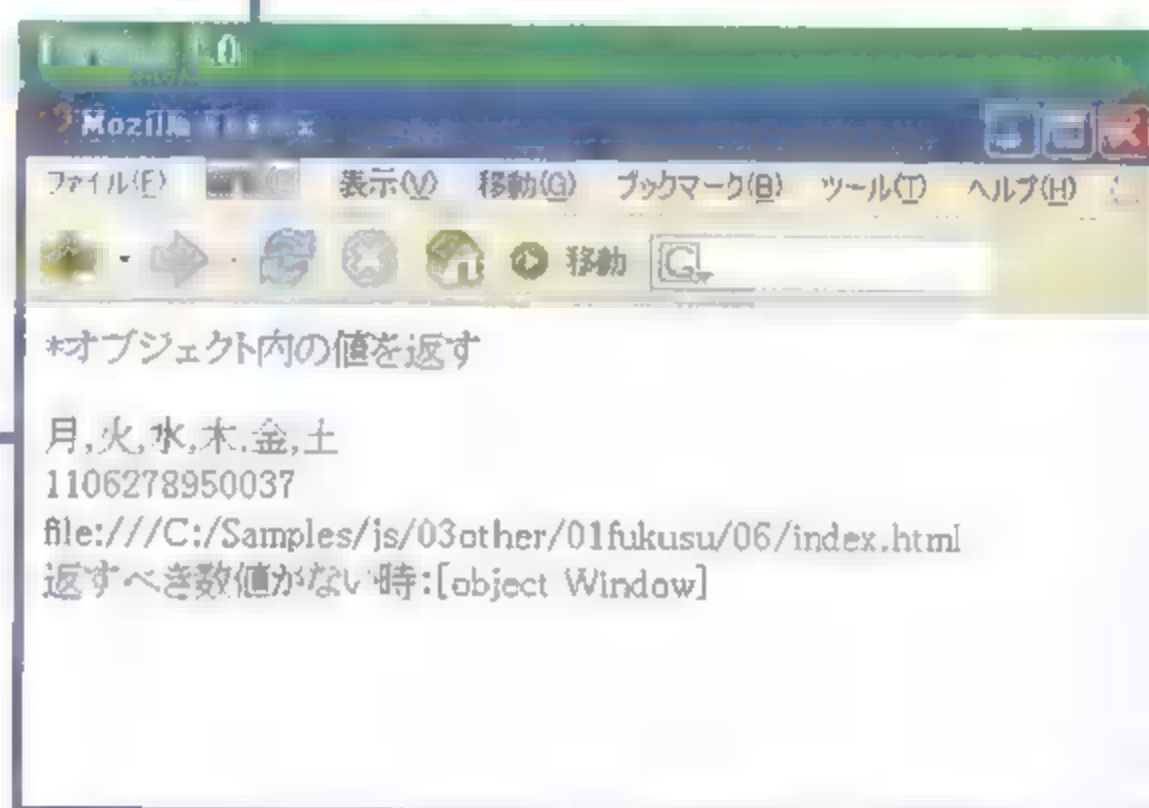 Mozilla
ファイル(F) 表示(V) 移動(G) ブックマーク(B) ツール(T) ヘルプ(H)
移動 G
*オブジェクト内の値を返す
月,火,水,木,金,土
1106278950037
file:///C:/Samples/js/03other/01fukusu/06/index.html
返すべき数値がない時:[object Window]